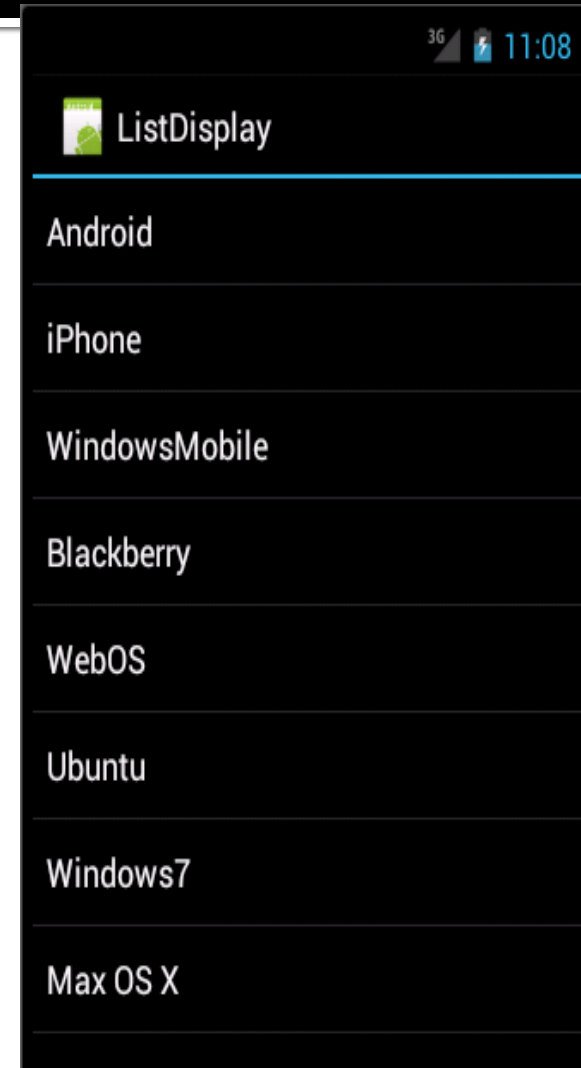 3G 11:08
ListDisplay
Android
iPhone
WindowsMobile
Blackberry
WebOS
Ubuntu
Windows7
Max OS X